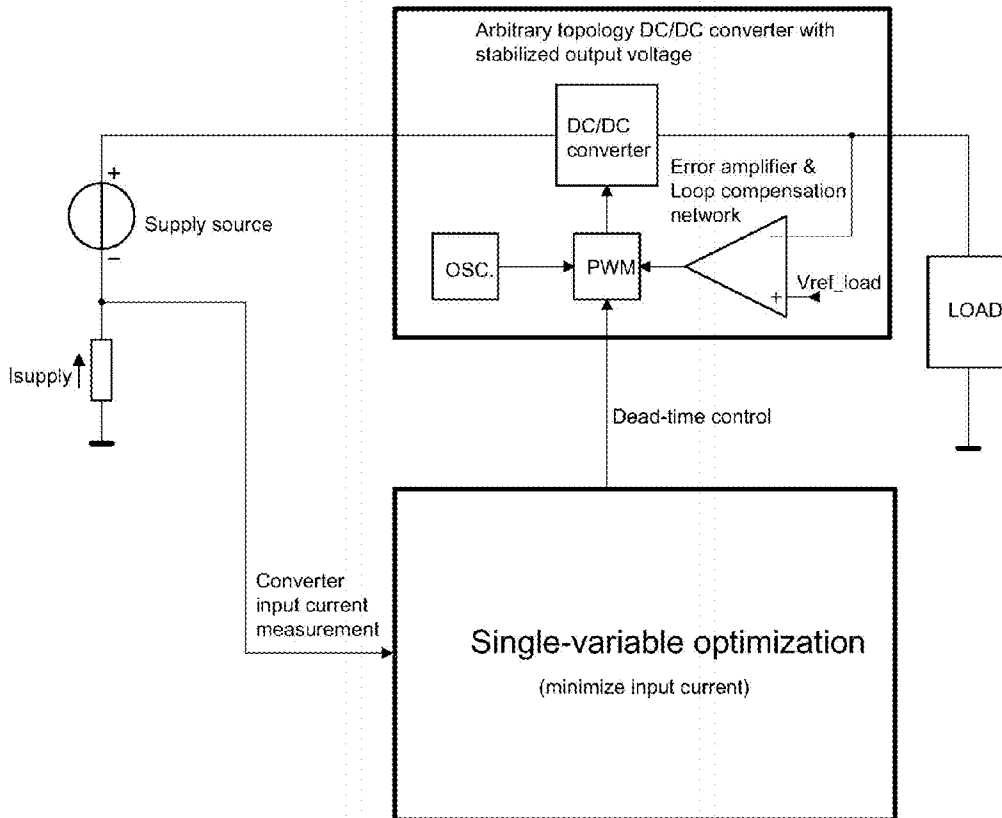 Arbitrary topology DC/DC converter with
stabilized output voltage
DC/DC
converter
Error amplifier &
Loop compensation
network
+
Supply source
−
OSC.
PWM
+
Vref_load
LOAD
Isupply
Dead-time control
Converter
input current
measurement
Single-variable optimization
(minimize input current)